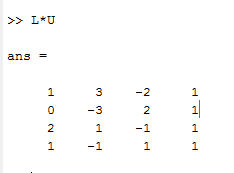 >> L*U
ans =
1 3 -2 1
0 -3 2 1
2 1 -1 1
1 -1 1 1